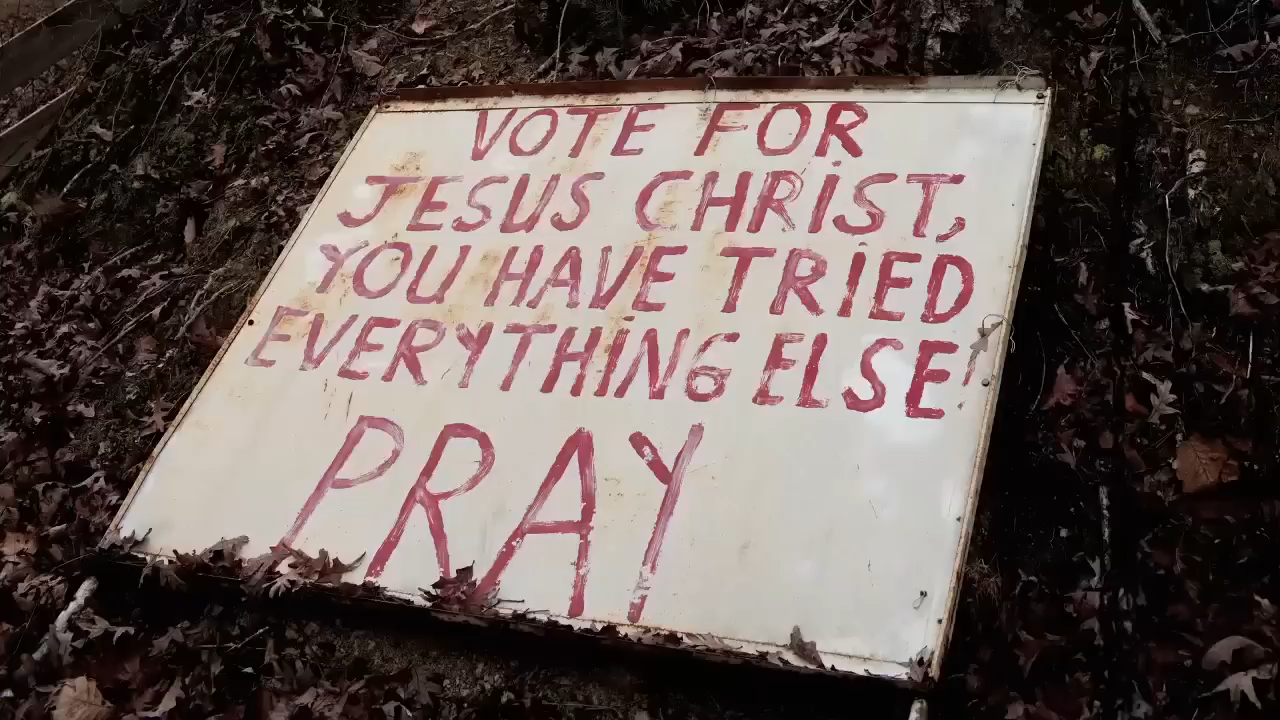 VOTE FOR
JESUS CHRIST,
YOU HAVE TRIED
EVERYTHING ELSE
PRAY